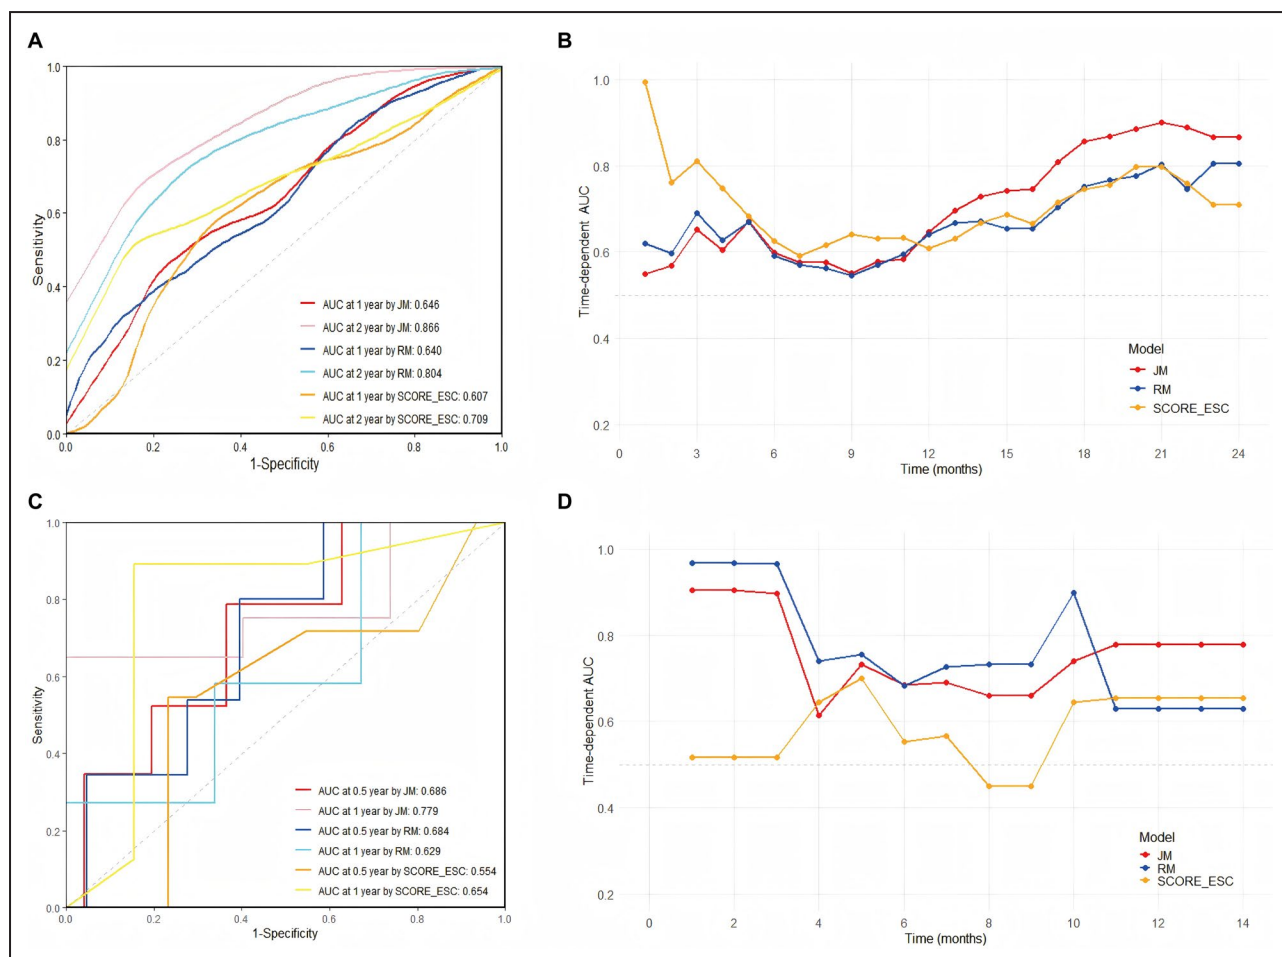 A
1.0
0.8
0.6
0.4
0.2
0.0
Sensitivity
AUC at 1 year by JM: 0.646
AUC at 2 year by JM: 0.866
AUC at 1 year by RM: 0.640
AUC at 2 year by RM: 0.804
AUC at 1 year by SCORE_ESC: 0.607
AUC at 2 year by SCORE_ESC: 0.709
0.0 0.2 0.4 0.6 0.8 1.0
1-Specificity
B
1.0
0.8
0.6
0.4
0.2
Time-dependent AUC
Model
JM
RM
SCORE_ESC
0 3 6 9 12 15 18 21 24
Time (months)
C
1.0
0.8
0.6
0.4
0.2
0.0
Sensitivity
AUC at 0.5 year by JM: 0.686
AUC at 1 year by JM: 0.779
AUC at 0.5 year by RM: 0.684
AUC at 1 year by RM: 0.629
AUC at 0.5 year by SCORE_ESC: 0.554
AUC at 1 year by SCORE_ESC: 0.654
0.0 0.2 0.4 0.6 0.8 1.0
1-Specificity
D
1.0
0.8
0.6
0.4
0.2
Time-dependent AUC
Model
JM
RM
SCORE_ESC
0 2 4 6 8 10 12 14
Time (months)